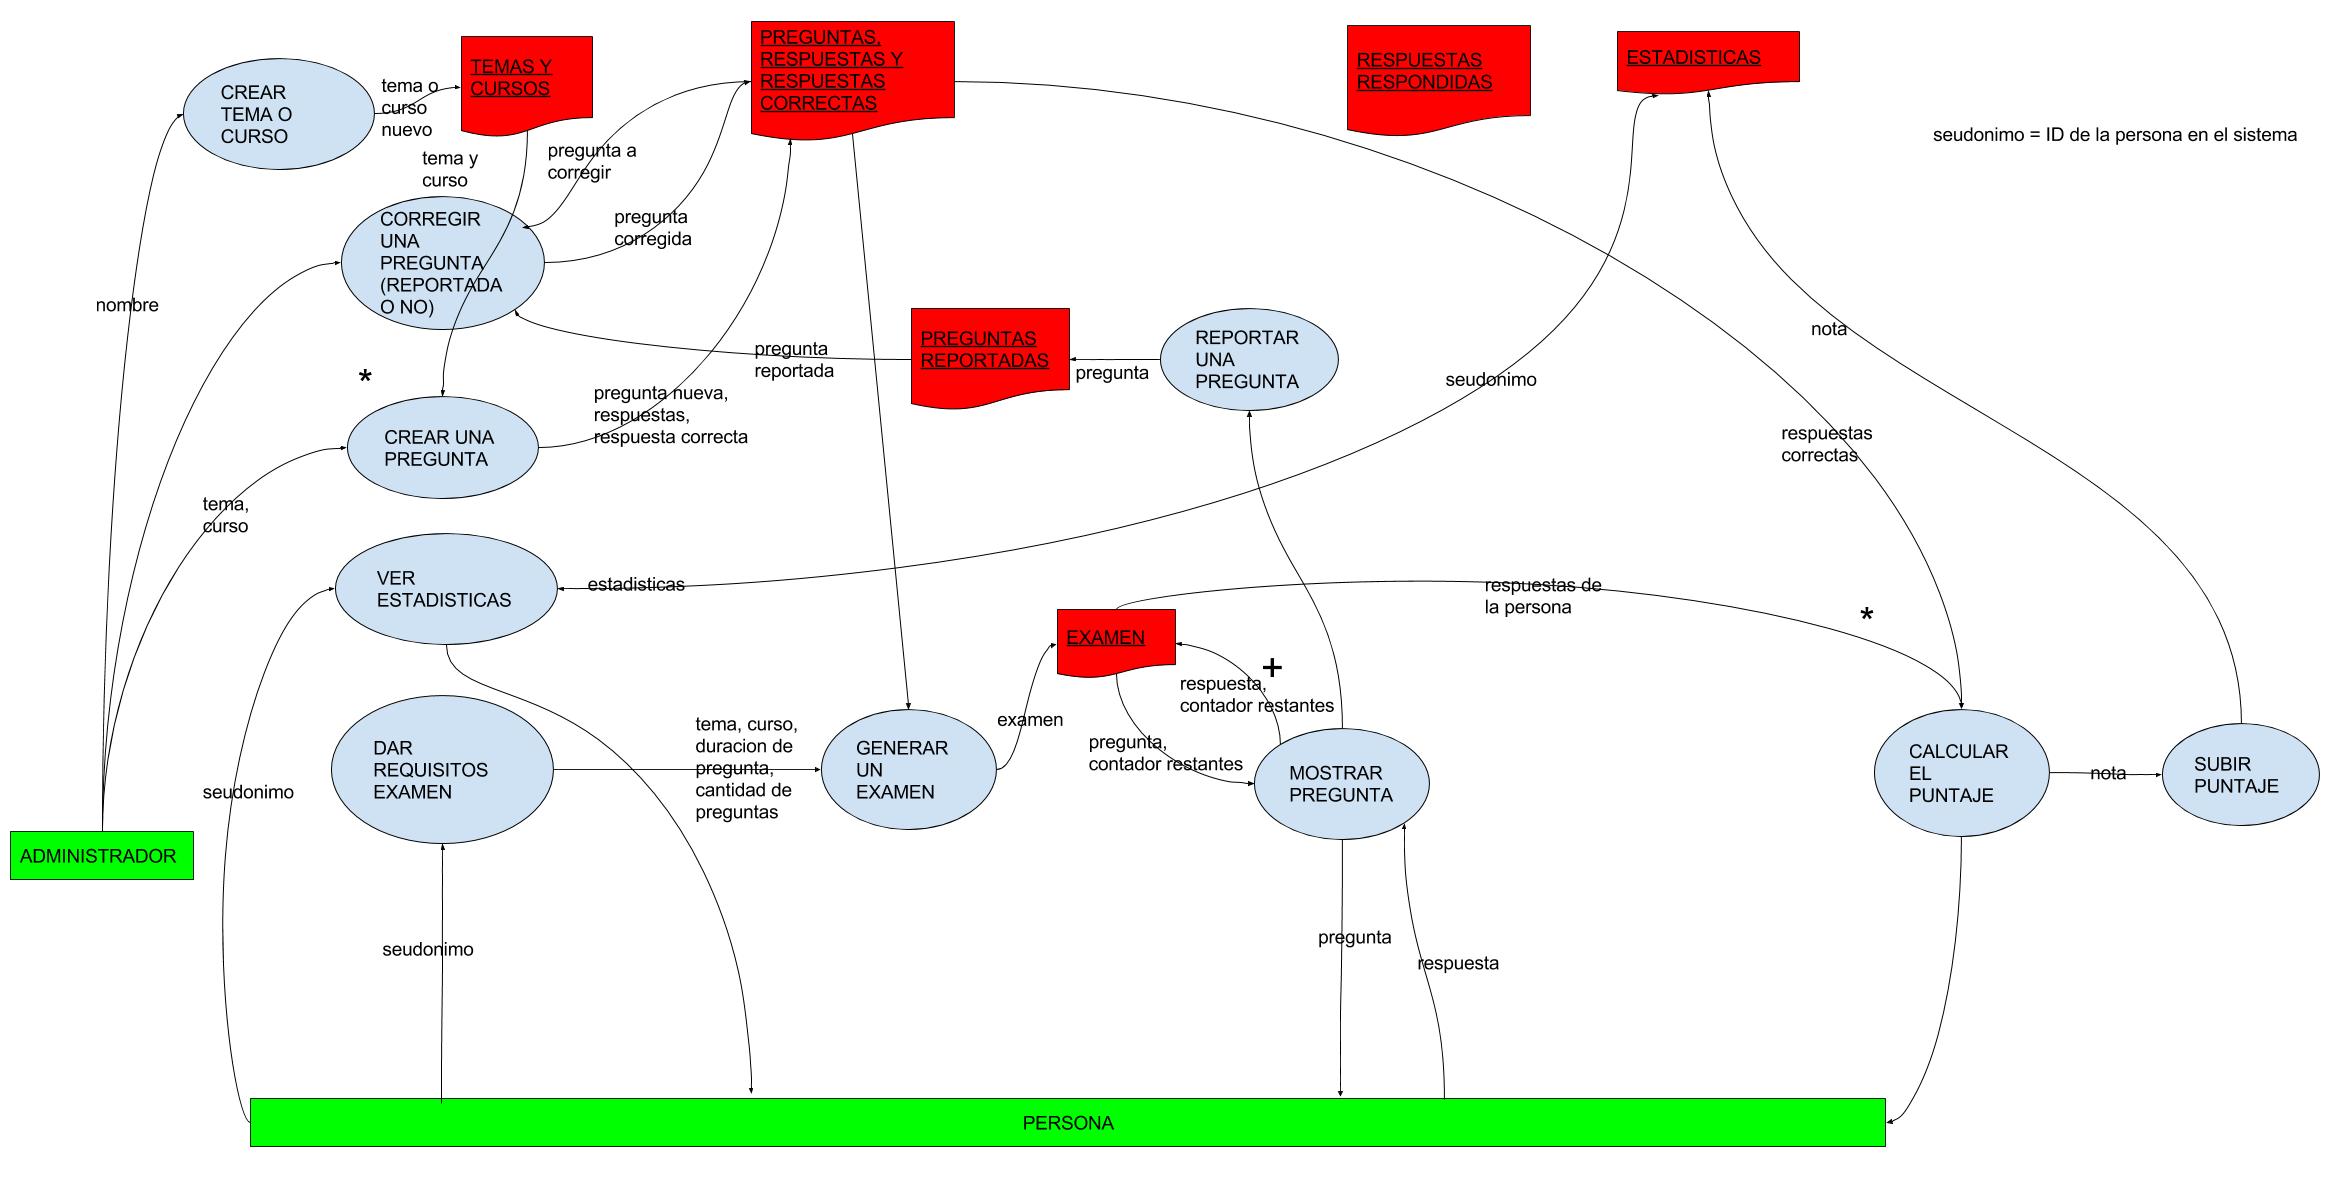 CREAR
TEMA O
CURSO
tema o
curso
nuevo
TEMAS Y
CURSOS
PREGUNTAS,
RESPUESTAS Y
RESPUESTAS
CORRECTAS
RESPUESTAS
RESPONDIDAS
ESTADISTICAS
seudonimo = ID de la persona en el sistema
tema y
curso
pregunta a
corregir
CORREGIR
UNA
PREGUNTA
(REPORTADA
O NO)
pregunta
corregida
nombre
pregunta
reportada
PREGUNTAS
REPORTADAS
pregunta
REPORTAR
UNA
PREGUNTA
nota
seudonimo
*
pregunta nueva,
respuestas,
respuesta correcta
CREAR UNA
PREGUNTA
respuestas
correctas
tema,
curso
VER
ESTADISTICAS
estadisticas
respuestas de
la persona
*
EXAMEN
+
respuesta,
contador restantes
examen
pregunta,
contador restantes
DAR
REQUISITOS
EXAMEN
tema, curso,
duracion de
pregunta,
cantidad de
preguntas
GENERAR
UN
EXAMEN
MOSTRAR
PREGUNTA
CALCULAR
EL
PUNTAJE
nota
SUBIR
PUNTAJE
seudonimo
ADMINISTRADOR
seudonimo
pregunta
respuesta
PERSONA